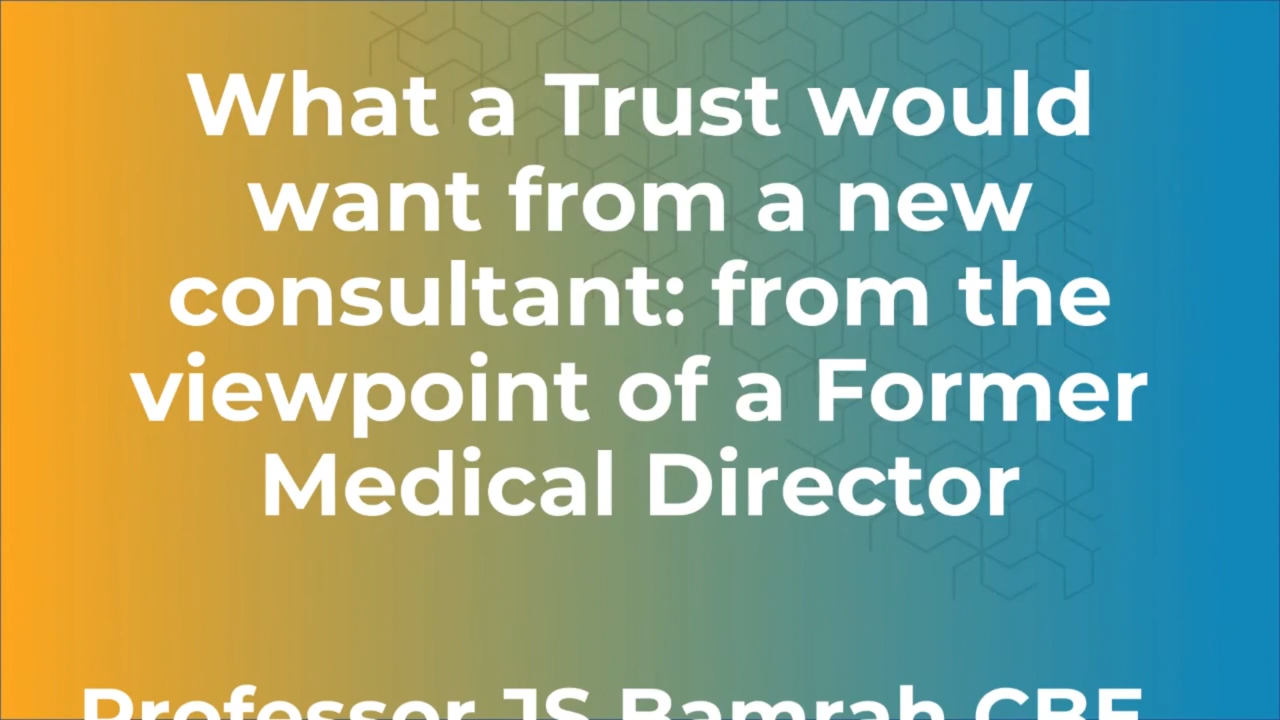 What a Trust would
want from a new
consultant: from the
viewpoint of a Former
Medical Director
Professor JS Bamrah CBE